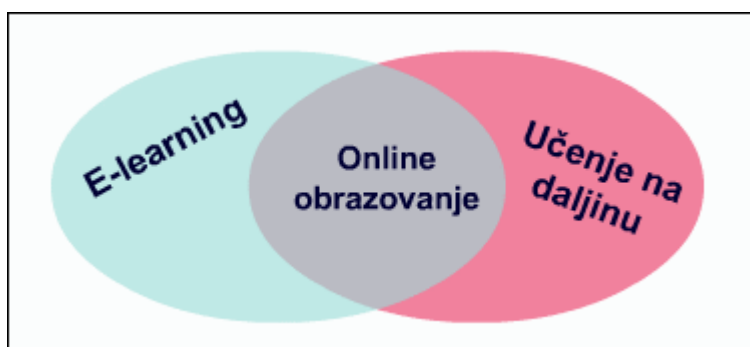 E-learning
Online
obrazovanje
Učenje na
daljinu